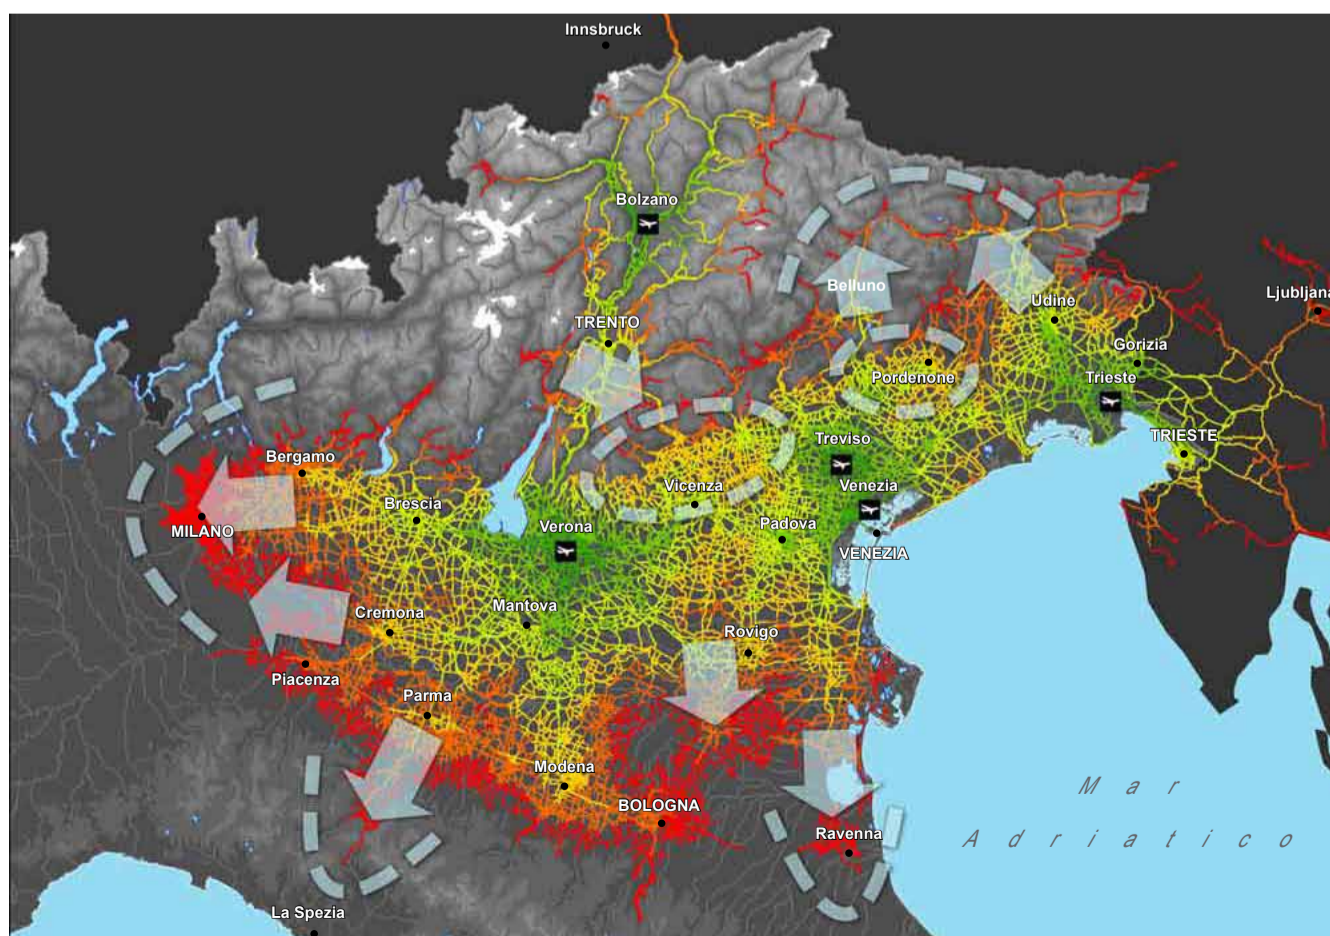 Innsbruck
Bolzano
Ljubljana
Belluno
Udine
TRENTO
Gorizia
Pordenone
Trieste
Treviso
TRIESTE
Bergamo
Vicenza
Venezia
Brescia
Verona
Padova
MILANO
VENEZIA
Mantova
Cremona
Rovigo
Piacenza
Parma
Modena
Mar
BOLOGNA
Ravenna
Adriatico
La Spezia